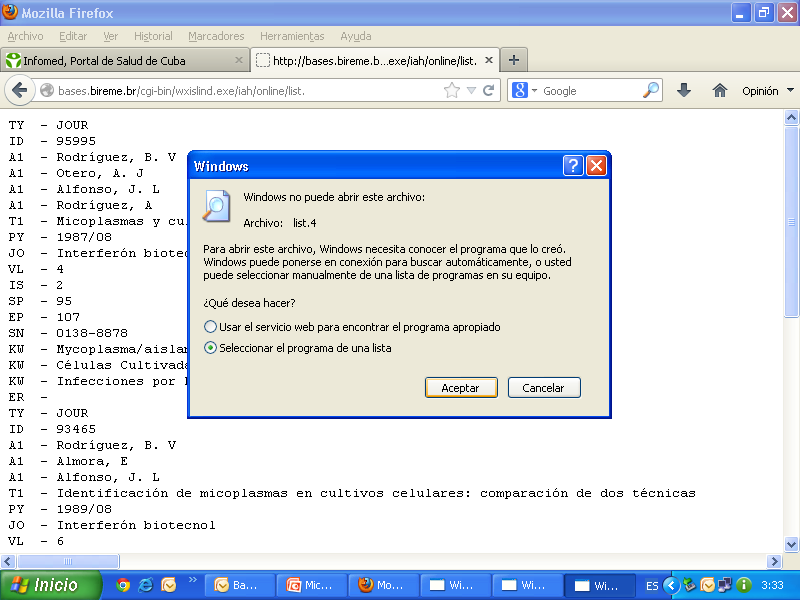 Mozilla Firefox
Archivo Editar Ver Historial Marcadores Herramientas Ayuda
Infomed, Portal de Salud de Cuba
http://bases.bireme.b...exe/iah/online/list.
bases.bireme.br/cgi-bin/wxislind.exe/iah/online/list.
Google
Opinión
TY - JOUR
ID - 95995
A1 - Rodríguez, B. V
A1 - Otero, A. J
A1 - Alfonso, J. L
A1 - Rodríguez, A
T1 - Micoplasmas y cu
PY - 1987/08
JO - Interferón biotec
VL - 4
IS - 2
SP - 95
EP - 107
SN - 0138-8878
KW - Mycoplasma/aislan
KW - Células Cultivada
KW - Infecciones por
ER -
TY - JOUR
ID - 93465
A1 - Rodríguez, B. V
A1 - Almora, E
A1 - Alfonso, J. L
T1 - Identificación de micoplasmas en cultivos celulares: comparación de dos técnicas
PY - 1989/08
JO - Interferón biotecnol
VL - 6
Windows
Windows no puede abrir este archivo:
Archivo: list.4
Para abrir este archivo, Windows necesita conocer el programa que lo creó.
Windows puede ponerse en conexión para buscar automáticamente, o usted
puede seleccionar manualmente de una lista de programas en su equipo.
¿Qué desea hacer?
Usar el servicio web para encontrar el programa apropiado
Seleccionar el programa de una lista
Aceptar Cancelar
Inicio
Ba... Mic... Mo... Wi... Wi... Wi...
ES
3:33